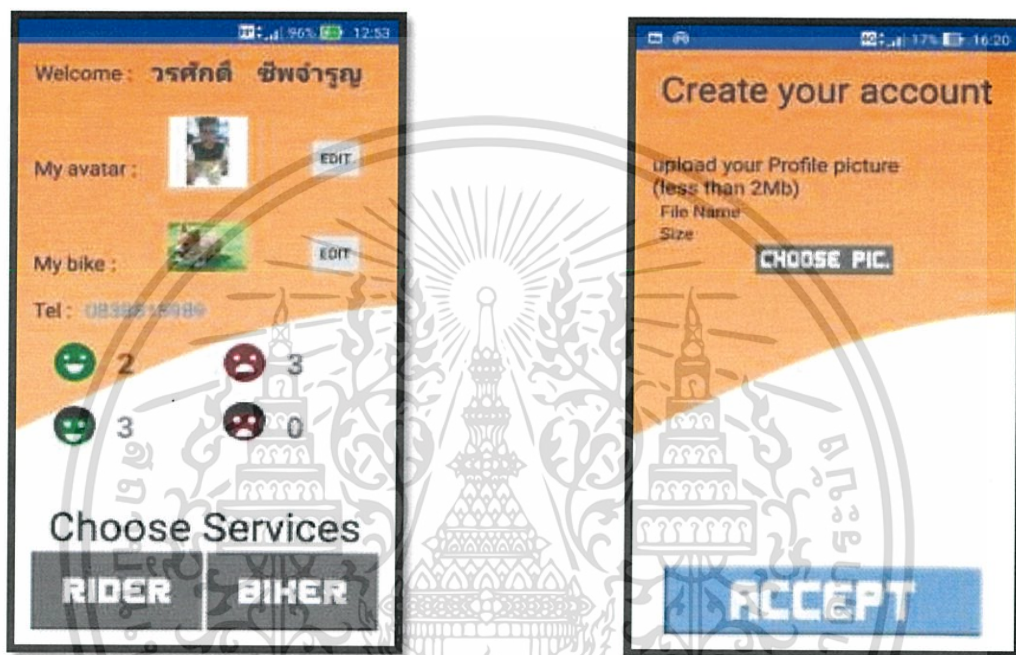 96% 12:53
Welcome : วรศักดิ์ ชีพจำรูญ
My avatar :
EDIT
My bike :
EDIT
Tel :
2
3
3
0
Choose Services
RIDER
BIKER
4G 17% 16:20
Create your account
upload your Profile picture
(less than 2Mb)
File Name
Size
CHOOSE PIC.
ACCEPT